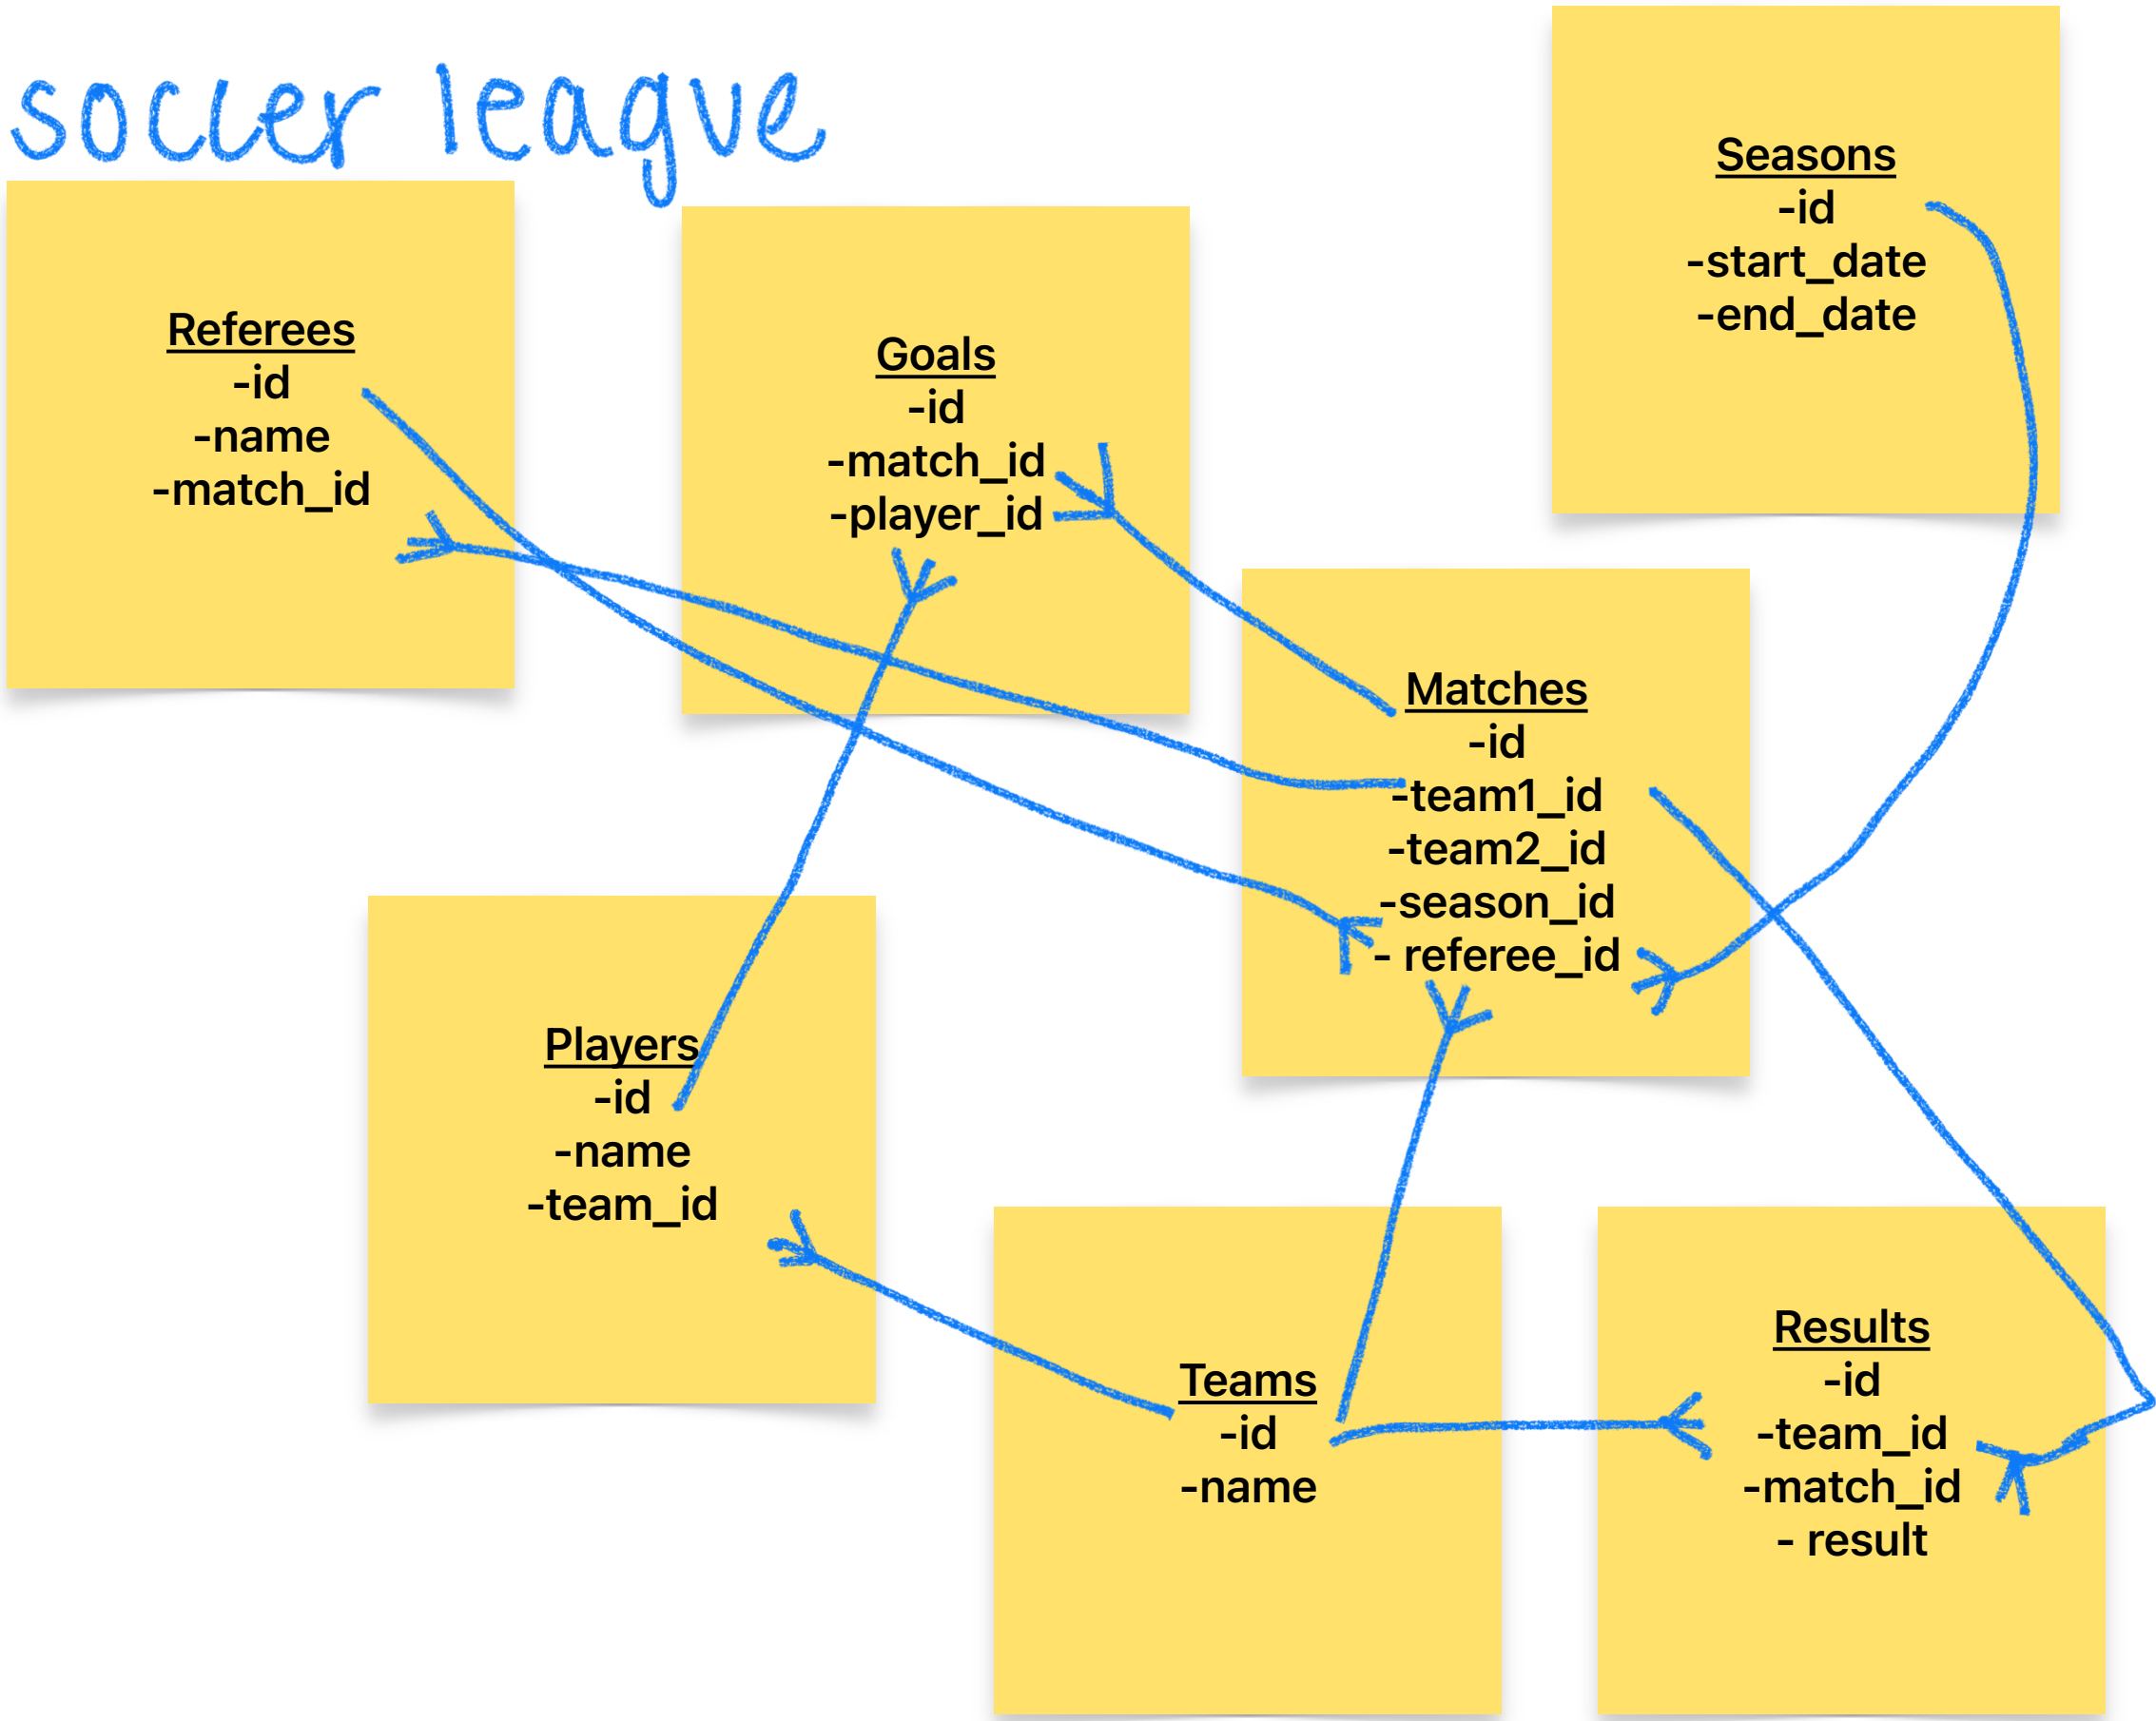 soccer league
Referees
-id
-name
-match_id
Goals
-id
-match_id
-player_id
Seasons
-id
-start_date
-end_date
Matches
-id
-team1_id
-team2_id
-season_id
- referee_id
Players
-id
-name
-team_id
Teams
-id
-name
Results
-id
-team_id
-match_id
- result